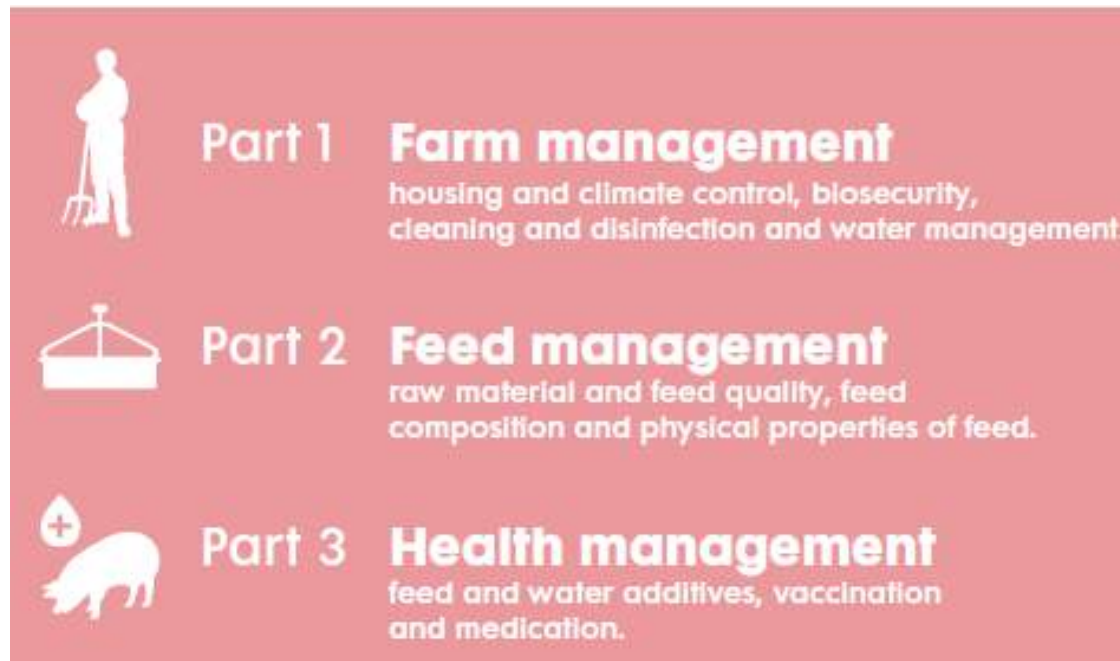 Part 1 Farm management
housing and climate control, biosecurity,
cleaning and disinfection and water management
Part 2 Feed management
raw material and feed quality, feed
composition and physical properties of feed.
Part 3 Health management
feed and water additives, vaccination
and medication.